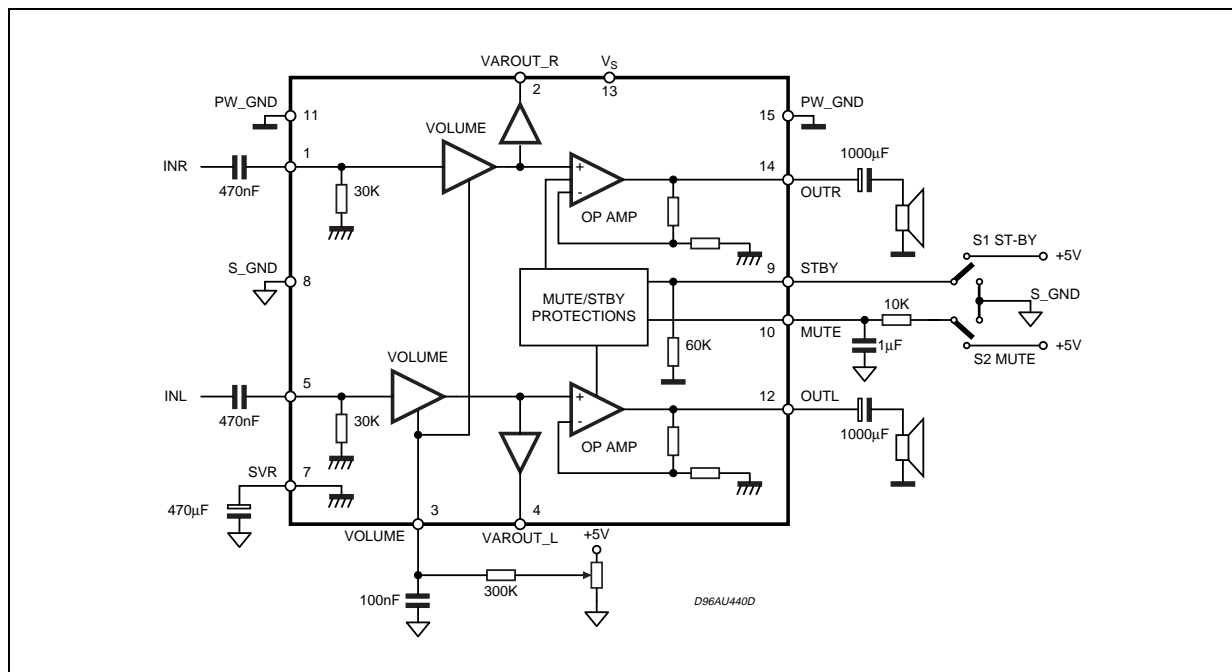 VAROUT_R
VS
2
13
PW_GND
11
VOLUME
15
PW_GND
INR
470nF
1
30K
+
-
OP AMP
14
OUTR
1000μF
S_GND
8
MUTE/STBY
PROTECTIONS
9
STBY
S1 ST-BY
+5V
S_GND
10
MUTE
10K
1μF
60K
S2 MUTE
+5V
VOLUME
INL
470nF
5
30K
+
-
OP AMP
12
OUTL
1000μF
SVR
7
470μF
3
4
VOLUME
VAROUT_L
+5V
300K
100nF
D96AU440D